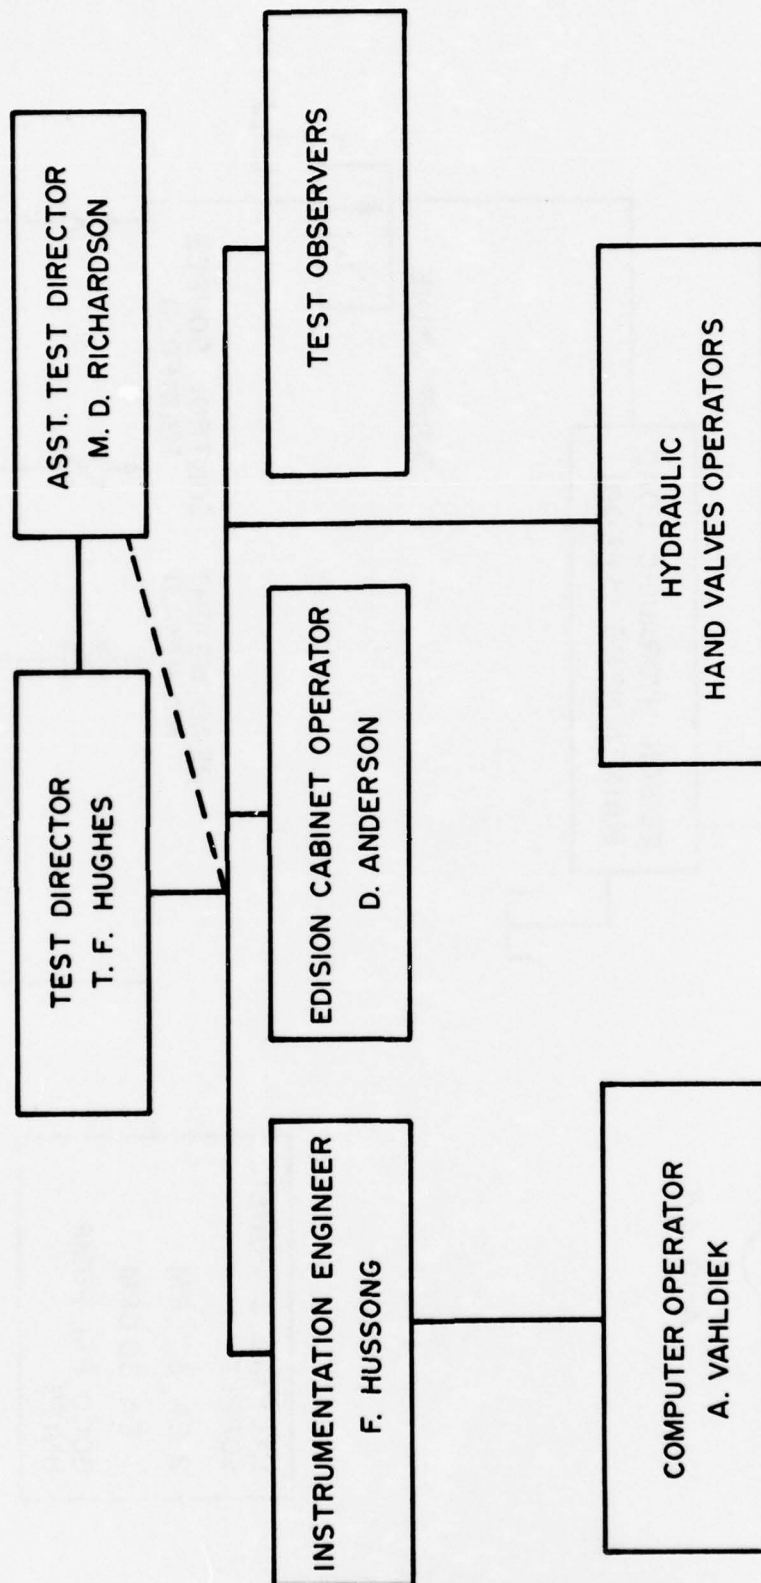 TEST DIRECTOR
T. F. HUGHES
ASST. TEST DIRECTOR
M. D. RICHARDSON
INSTRUMENTATION ENGINEER
F. HUSSONG
EDISION CABINET OPERATOR
D. ANDERSON
TEST OBSERVERS
COMPUTER OPERATOR
A. VAHLDIEK
HYDRAULIC
HAND VALVES OPERATORS